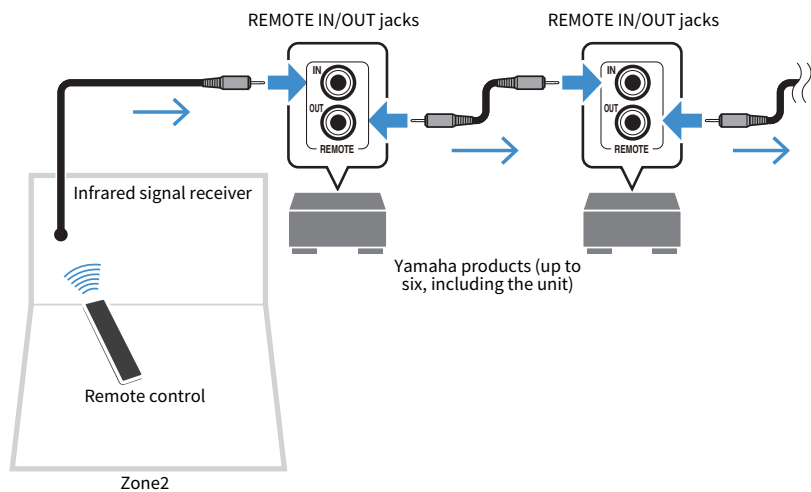 REMOTE IN/OUT jacks
REMOTE IN/OUT jacks
IN
OUT
REMOTE
IN
OUT
REMOTE
Infrared signal receiver
Yamaha products (up to
six, including the unit)
Remote control
Zone2